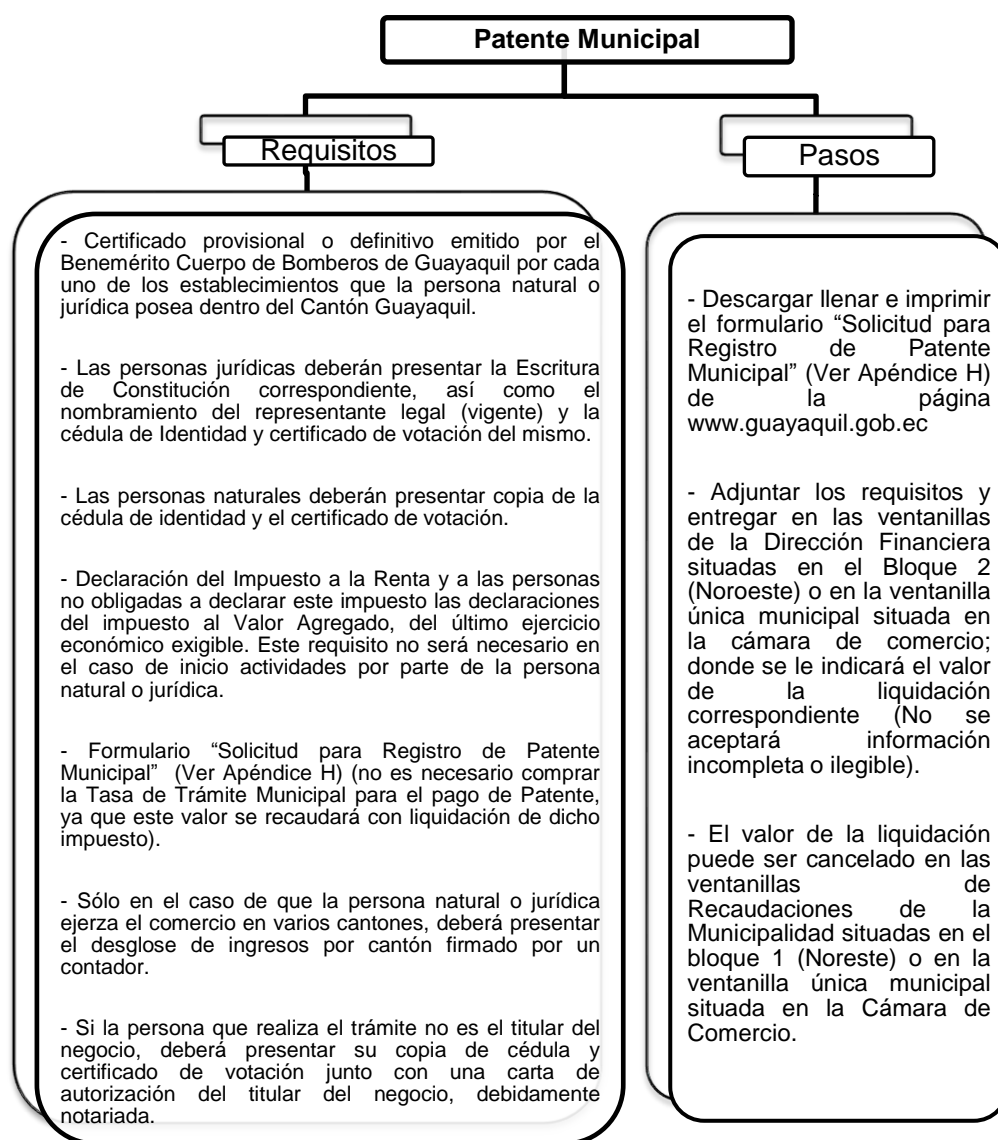 Patente Municipal
Requisitos
- Certificado provisional o definitivo emitido por el
Benemérito Cuerpo de Bomberos de Guayaquil por cada
uno de los establecimientos que la persona natural o
jurídica posea dentro del Cantón Guayaquil.
- Las personas jurídicas deberán presentar la Escritura
de Constitución correspondiente, así como el
nombramiento del representante legal (vigente) y la
cédula de Identidad y certificado de votación del mismo.
- Las personas naturales deberán presentar copia de la
cédula de identidad y el certificado de votación.
- Declaración del Impuesto a la Renta y a las personas
no obligadas a declarar este impuesto las declaraciones
del impuesto al Valor Agregado, del último ejercicio
económico exigible. Este requisito no será necesario en
el caso de inicio actividades por parte de la persona
natural o jurídica.
- Formulario “Solicitud para Registro de Patente
Municipal” (Ver Apéndice H) (no es necesario comprar
la Tasa de Trámite Municipal para el pago de Patente,
ya que este valor se recaudará con liquidación de dicho
impuesto).
- Sólo en el caso de que la persona natural o jurídica
ejerza el comercio en varios cantones, deberá presentar
el desglose de ingresos por cantón firmado por un
contador.
- Si la persona que realiza el trámite no es el titular del
negocio, deberá presentar su copia de cédula y
certificado de votación junto con una carta de
autorización del titular del negocio, debidamente
notariada.
Pasos
- Descargar llenar e imprimir
el formulario “Solicitud para
Registro de Patente
Municipal” (Ver Apéndice H)
de la página
www.guayaquil.gob.ec
- Adjuntar los requisitos y
entregar en las ventanillas
de la Dirección Financiera
situadas en el Bloque 2
(Noroeste) o en la ventanilla
única municipal situada en
la cámara de comercio;
donde se le indicará el valor
de la liquidación
correspondiente (No se
aceptará información
incompleta o ilegible).
- El valor de la liquidación
puede ser cancelado en las
ventanillas de
Recaudaciones de la
Municipalidad situadas en el
bloque 1 (Noreste) o en la
ventanilla única municipal
situada en la Cámara de
Comercio.